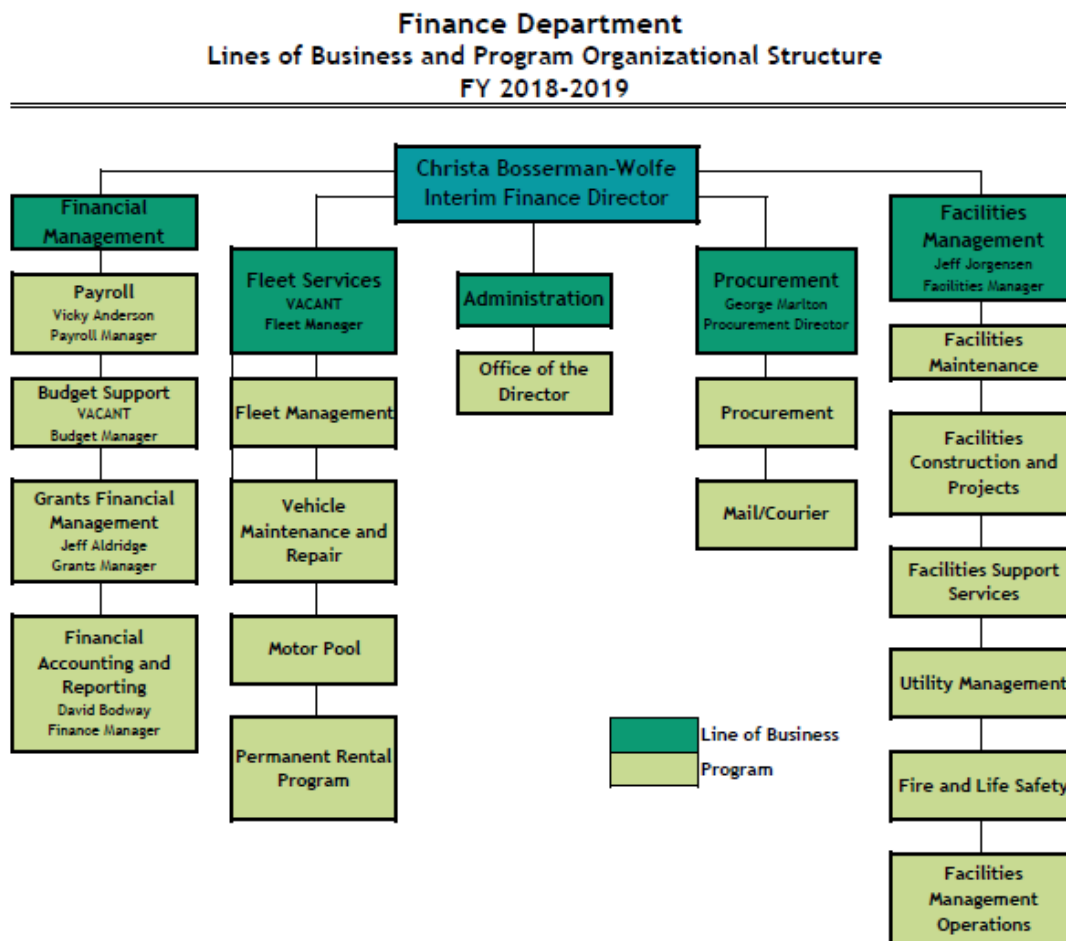 Finance Department
Lines of Business and Program Organizational Structure
FY 2018-2019
Christa Bosserman-Wolfe
Interim Finance Director
Financial
Management
Payroll
Vicky Anderson
Payroll Manager
Budget Support
VACANT
Budget Manager
Grants Financial
Management
Jeff Aldridge
Grants Manager
Financial
Accounting and
Reporting
David Bodway
Finance Manager
Fleet Services
VACANT
Fleet Manager
Fleet Management
Vehicle
Maintenance and
Repair
Motor Pool
Permanent Rental
Program
Administration
Office of the
Director
Procurement
George Marlton
Procurement Director
Procurement
Mail/Courier
Facilities
Management
Jeff Jorgensen
Facilities Manager
Facilities
Maintenance
Facilities
Construction and
Projects
Facilities Support
Services
Utility Management
Fire and Life Safety
Facilities
Management
Operations
Line of Business
Program